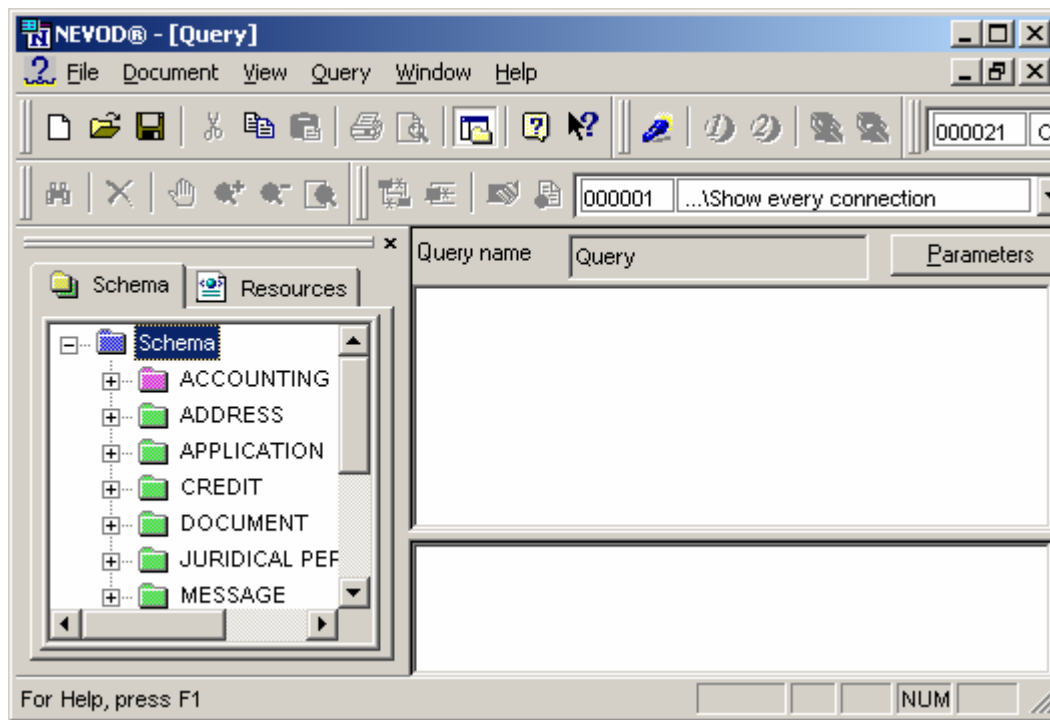 NEVOD® - [Query]
File Document View Query Window Help
000021
000001 ...\Show every connection
Query name Query Parameters
Schema Resources
Schema
ACCOUNTING
ADDRESS
APPLICATION
CREDIT
DOCUMENT
JURIDICAL
MESSAGE
For Help, press F1 NUM